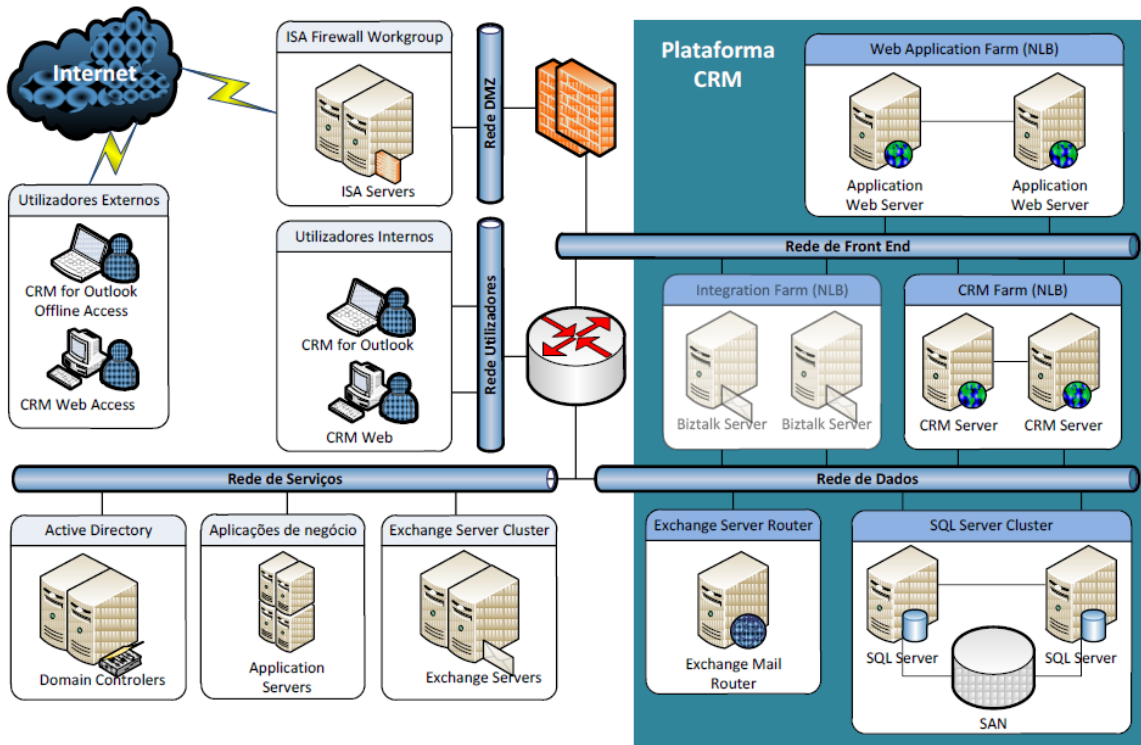 Internet
ISA Firewall Workgroup
ISA Servers
Rede DMZ
Plataforma
CRM
Web Application Farm (NLB)
Application
Web Server
Application
Web Server
Utilizadores Externos
CRM for Outlook
Offline Access
CRM Web Access
Utilizadores Internos
CRM for Outlook
CRM Web
Rede Utilizadores
Rede de Front End
Integration Farm (NLB)
Biztalk Server
Biztalk Server
CRM Farm (NLB)
CRM Server
CRM Server
Rede de Serviços
Rede de Dados
Active Directory
Domain Controlers
Aplicações de negócio
Application
Servers
Exchange Server Cluster
Exchange Servers
Exchange Server Router
Exchange Mail
Router
SQL Server Cluster
SQL Server
SQL Server
SAN